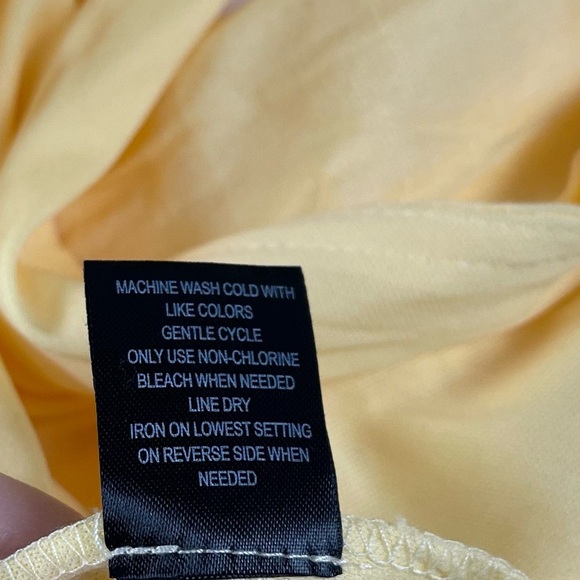 MACHINE WASH COLD WITH
LIKE COLORS
GENTLE CYCLE
ONLY USE NON-CHLORINE
BLEACH WHEN NEEDED
LINE DRY
IRON ON LOWEST SETTING
ON REVERSE SIDE WHEN
NEEDED